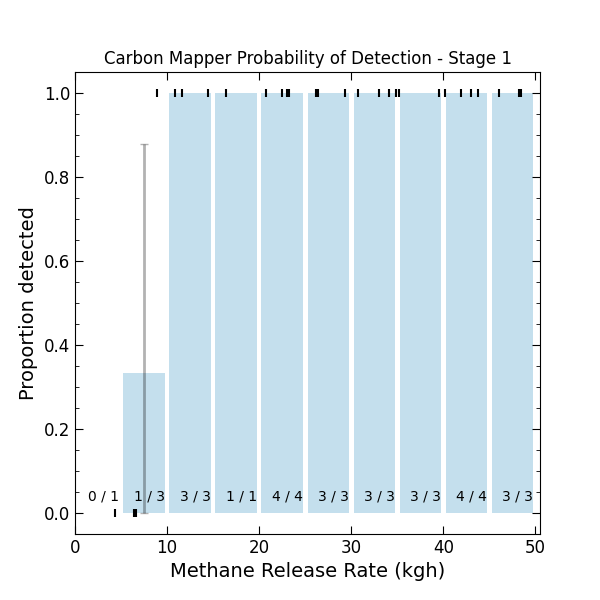 Carbon Mapper Probability of Detection - Stage 1
1.0
0.8
0.6
0.4
0.2
0.0
Proportion detected
0 / 1 1 / 3 3 / 3 1 / 1 4 / 4 3 / 3 3 / 3 3 / 3 4 / 4 3 / 3
0 10 20 30 40 50
Methane Release Rate (kgh)